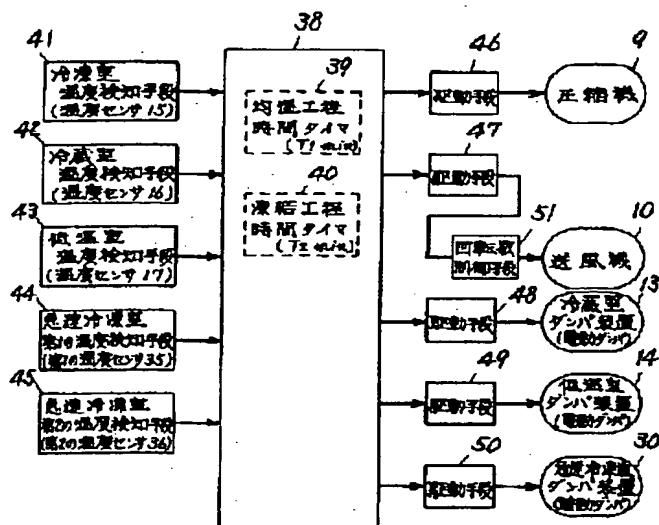 41
冷凍室
温度検知手段
(温度センサ15)
42
冷蔵室
温度検知手段
(温度センサ16)
43
低温室
温度検知手段
(温度センサ17)
44
急速冷凍室
第1の温度検知手段
(第1の温度センサ35)
45
急速冷凍室
第2の温度検知手段
(第2の温度センサ36)
38
39
均温工程
時間タイマ
(T1 min)
40
凍結工程
時間タイマ
(T2 min)
46
駆動手段
47
駆動手段
51
回転数
制御手段
48
駆動手段
49
駆動手段
50
駆動手段
9
圧縮機
10
送風機
13
冷蔵室
ダンパ装置
(電動ダンパ)
14
低温室
ダンパ装置
(電動ダンパ)
30
急速冷凍室
ダンパ装置
(電動ダンパ)